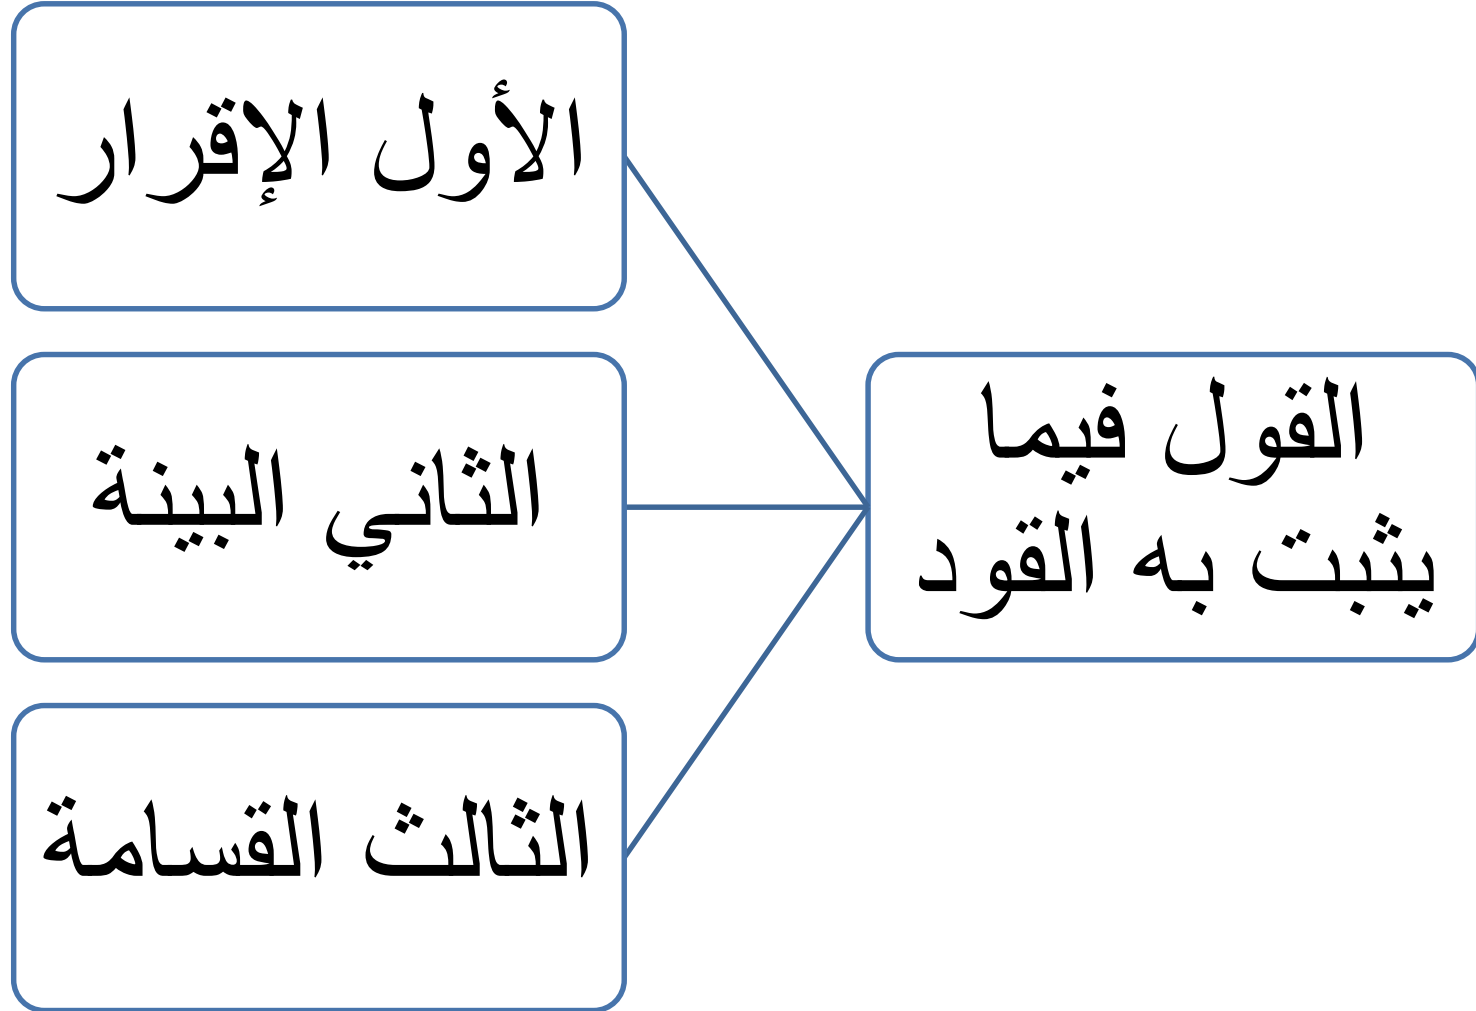 القول فيما
يثبت به القود
الأول الإقرار
الثاني البينة
الثالث القسامة